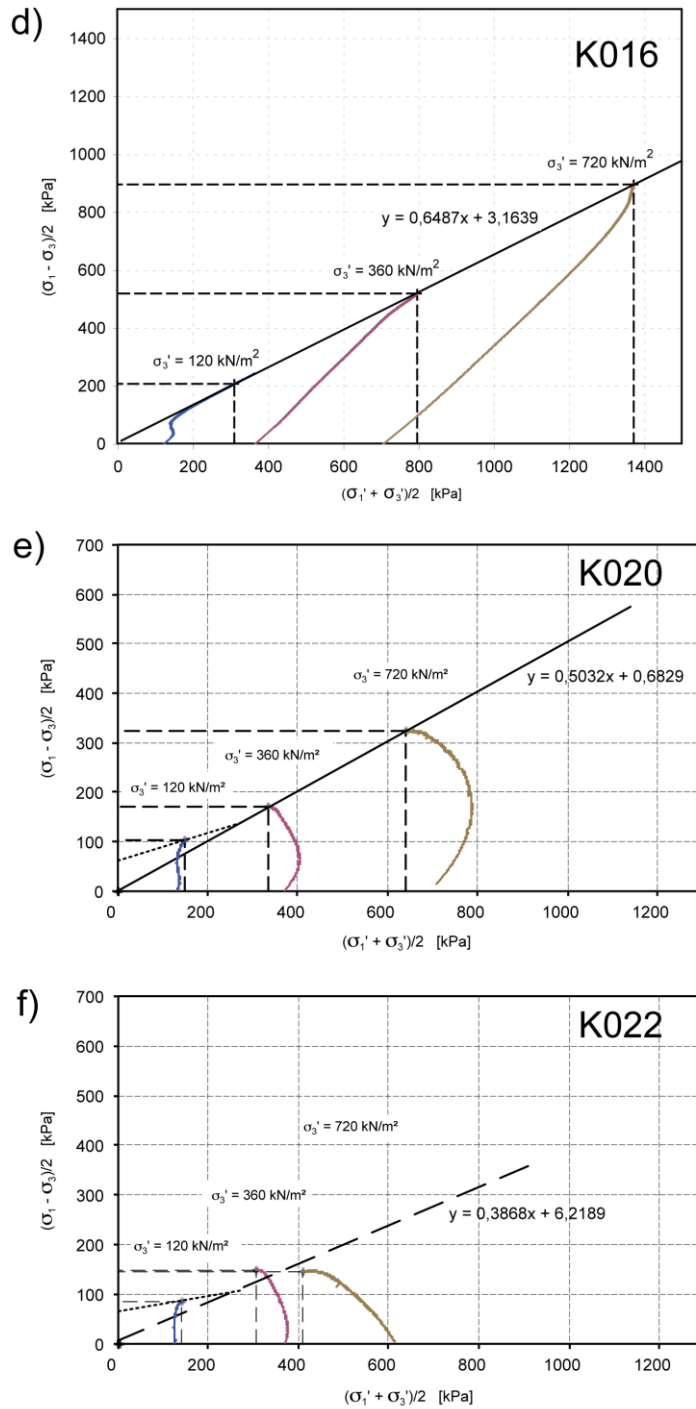 d)
K016
1400
1200
1000
800
600
400
200
0
(σ₁ - σ₃)/2 [kPa]
σ₃' = 720 kN/m²
y = 0,6487x + 3,1639
σ₃' = 360 kN/m²
σ₃' = 120 kN/m²
0 200 400 600 800 1000 1200 1400
(σ₁' + σ₃')/2 [kPa]
e)
K020
700
600
500
400
300
200
100
0
(σ₁ - σ₃)/2 [kPa]
σ₃' = 720 kN/m²
y = 0,5032x + 0,6829
σ₃' = 360 kN/m²
σ₃' = 120 kN/m²
0 200 400 600 800 1000 1200
(σ₁' + σ₃')/2 [kPa]
f)
K022
700
600
500
400
300
200
100
0
(σ₁ - σ₃)/2 [kPa]
σ₃' = 720 kN/m²
σ₃' = 360 kN/m²
y = 0,3868x + 6,2189
σ₃' = 120 kN/m²
0 200 400 600 800 1000 1200
(σ₁' + σ₃')/2 [kPa]